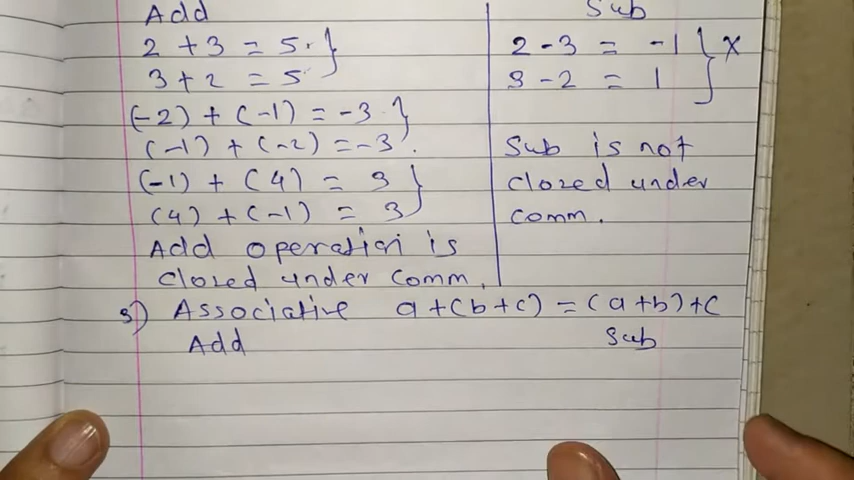 Add
2 + 3 = 5
3 + 2 = 5
(-2) + (-1) = -3
(-1) + (-2) = -3.
(-1) + (4) = 3
(4) + (-1) = 3
Add operation is
closed under comm.
Sub
2 - 3 = -1 } X
3 - 2 = 1
Sub is not
closed under
comm.
3) Associative a + (b + c) = (a + b) + c
Add Sub